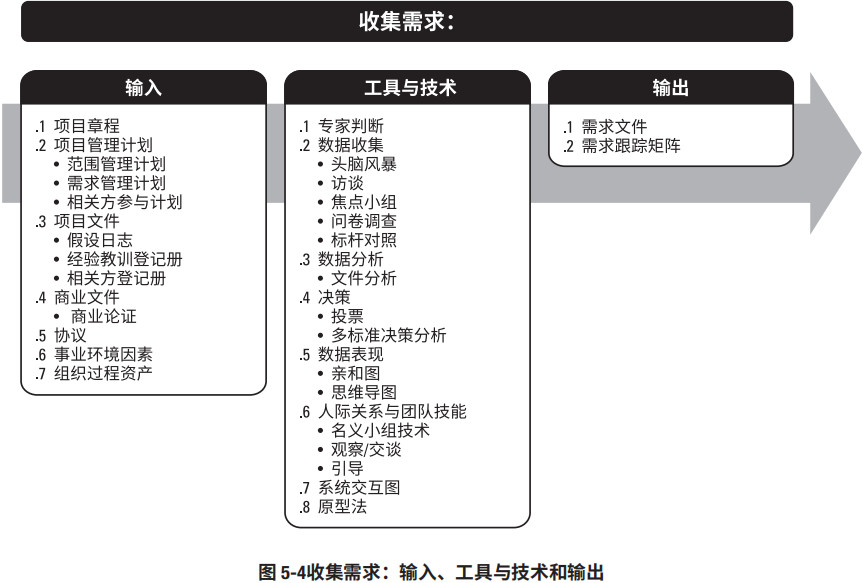 收集需求：
输入
.1 项目章程
.2 项目管理计划
• 范围管理计划
• 需求管理计划
• 相关方参与计划
.3 项目文件
• 假设日志
• 经验教训登记册
• 相关方登记册
.4 商业文件
• 商业论证
.5 协议
.6 事业环境因素
.7 组织过程资产
工具与技术
.1 专家判断
.2 数据收集
• 头脑风暴
• 访谈
• 焦点小组
• 问卷调查
• 标杆对照
.3 数据分析
• 文件分析
.4 决策
• 投票
• 多标准决策分析
.5 数据表现
• 亲和图
• 思维导图
.6 人际关系与团队技能
• 名义小组技术
• 观察/交谈
• 引导
.7 系统交互图
.8 原型法
输出
.1 需求文件
.2 需求跟踪矩阵
图 5-4收集需求：输入、工具与技术和输出